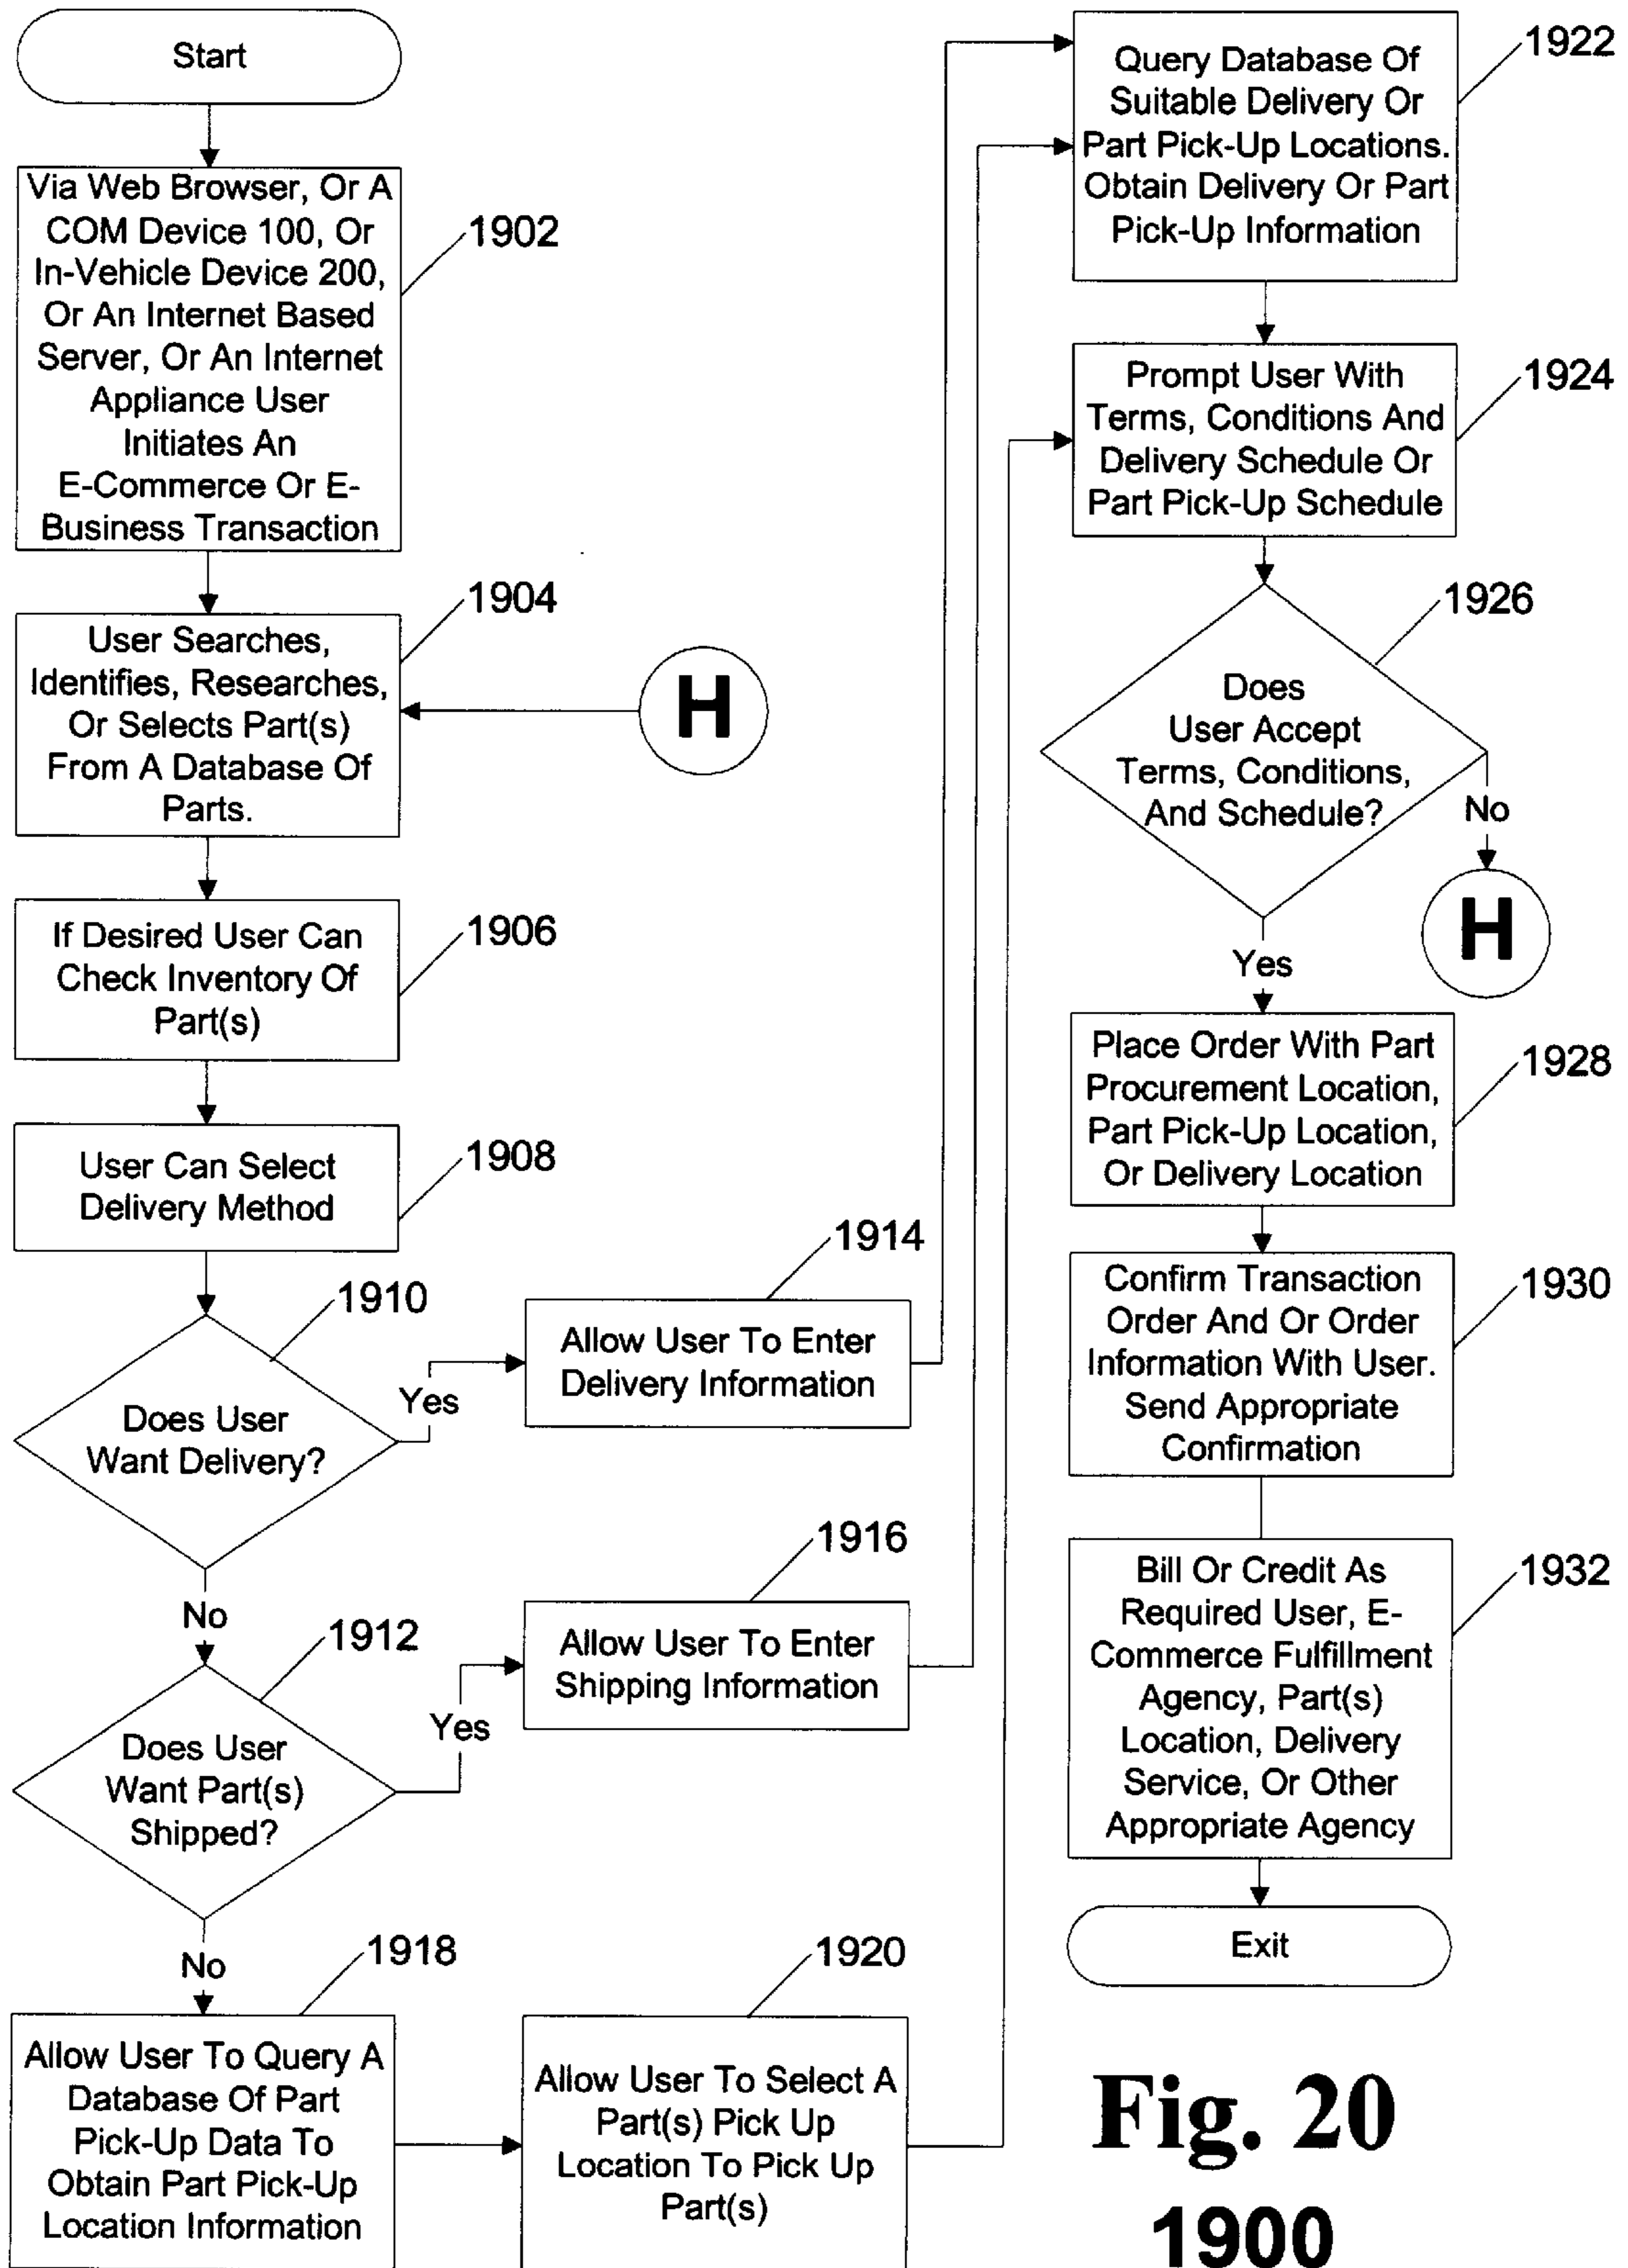 Start
Via Web Browser, Or A
COM Device 100, Or
In-Vehicle Device 200,
Or An Internet Based
Server, Or An Internet
Appliance User
Initiates An
E-Commerce Or E-
Business Transaction
1902
User Searches,
Identifies, Researches,
Or Selects Part(s)
From A Database Of
Parts.
1904
H
If Desired User Can
Check Inventory Of
Part(s)
1906
User Can Select
Delivery Method
1908
Does User
Want Delivery?
1910
Yes
Allow User To Enter
Delivery Information
1914
No
Does User
Want Part(s)
Shipped?
1912
Yes
Allow User To Enter
Shipping Information
1916
No
Allow User To Query A
Database Of Part
Pick-Up Data To
Obtain Part Pick-Up
Location Information
1918
Allow User To Select A
Part(s) Pick Up
Location To Pick Up
Part(s)
1920
Query Database Of
Suitable Delivery Or
Part Pick-Up Locations.
Obtain Delivery Or Part
Pick-Up Information
1922
Prompt User With
Terms, Conditions And
Delivery Schedule Or
Part Pick-Up Schedule
1924
Does
User Accept
Terms, Conditions,
And Schedule?
1926
No
H
Yes
Place Order With Part
Procurement Location,
Part Pick-Up Location,
Or Delivery Location
1928
Confirm Transaction
Order And Or Order
Information With User.
Send Appropriate
Confirmation
1930
Bill Or Credit As
Required User, E-
Commerce Fulfillment
Agency, Part(s)
Location, Delivery
Service, Or Other
Appropriate Agency
1932
Exit
Fig. 20
1900